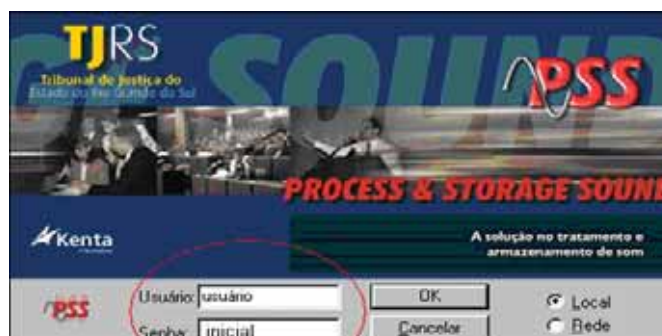 TJRS
Tribunal de Justiça do
Estado do Rio Grande do Sul
SOUND
PSS
PROCESS & STORAGE SOUN
Kenta
A solução no tratamento e
armazenamento de som
PSS
Usuário: usuário
OK
Local
Senha: inicial
Cancelar
Rede